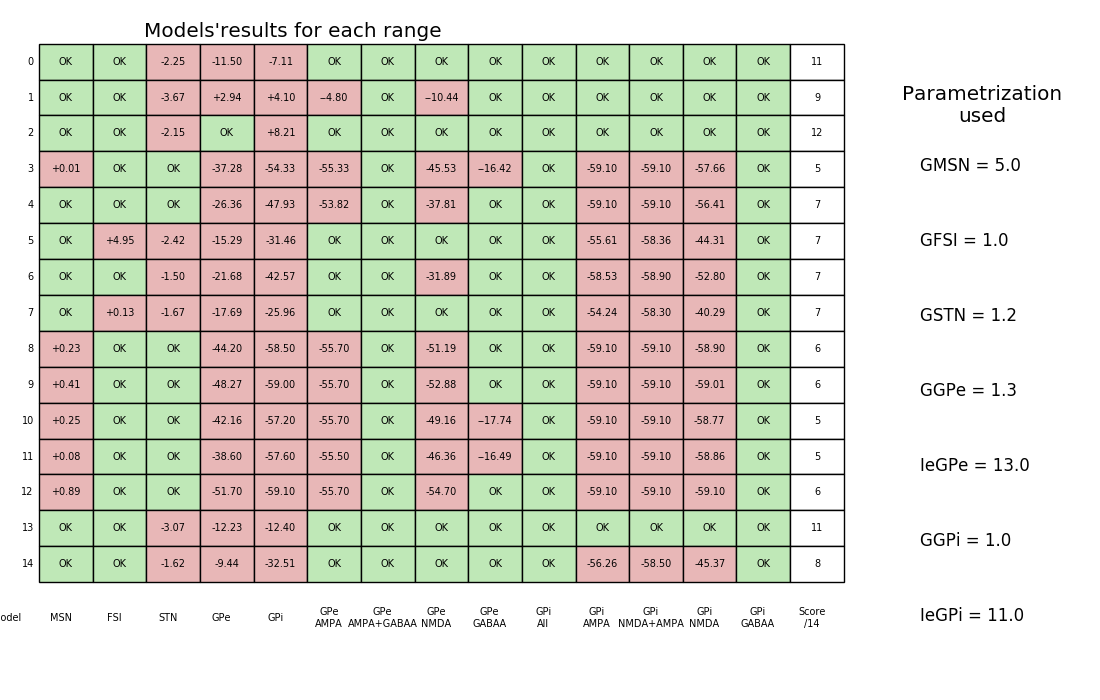 Models'results for each range
0 OK OK -2.25 -11.50 -7.11 OK OK OK OK OK OK OK OK OK 11
1 OK OK -3.67 +2.94 +4.10 --4.80 OK --10.44 OK OK OK OK OK OK 9
2 OK OK -2.15 OK +8.21 OK OK OK OK OK OK OK OK OK 12
3 +0.01 OK OK -37.28 -54.33 -55.33 OK -45.53 --16.42 OK -59.10 -59.10 -57.66 OK 5
4 OK OK OK -26.36 -47.93 -53.82 OK -37.81 OK OK -59.10 -59.10 -56.41 OK 7
5 OK +4.95 -2.42 -15.29 -31.46 OK OK OK OK OK -55.61 -58.36 -44.31 OK 7
6 OK OK -1.50 -21.68 -42.57 OK OK -31.89 OK OK -58.53 -58.90 -52.80 OK 7
7 OK +0.13 -1.67 -17.69 -25.96 OK OK OK OK OK -54.24 -58.30 -40.29 OK 7
8 +0.23 OK OK -44.20 -58.50 -55.70 OK -51.19 OK OK -59.10 -59.10 -58.90 OK 6
9 +0.41 OK OK -48.27 -59.00 -55.70 OK -52.88 OK OK -59.10 -59.10 -59.01 OK 6
10 +0.25 OK OK -42.16 -57.20 -55.70 OK -49.16 --17.74 OK -59.10 -59.10 -58.77 OK 5
11 +0.08 OK OK -38.60 -57.60 -55.50 OK -46.36 --16.49 OK -59.10 -59.10 -58.86 OK 5
12 +0.89 OK OK -51.70 -59.10 -55.70 OK -54.70 OK OK -59.10 -59.10 -59.10 OK 6
13 OK OK -3.07 -12.23 -12.40 OK OK OK OK OK OK OK OK OK 11
14 OK OK -1.62 -9.44 -32.51 OK OK OK OK OK -56.26 -58.50 -45.37 OK 8
odel MSN FSI STN GPe GPi GPe GPe GPe GPe GPi GPi GPi GPi GPi Score
AMPA AMPA+GABAA NMDA GABAA All AMPA NMDA+AMPA NMDA GABAA /14
Parametrization
used
GMSN = 5.0
GFSI = 1.0
GSTN = 1.2
GGPe = 1.3
IeGPe = 13.0
GGPi = 1.0
IeGPi = 11.0